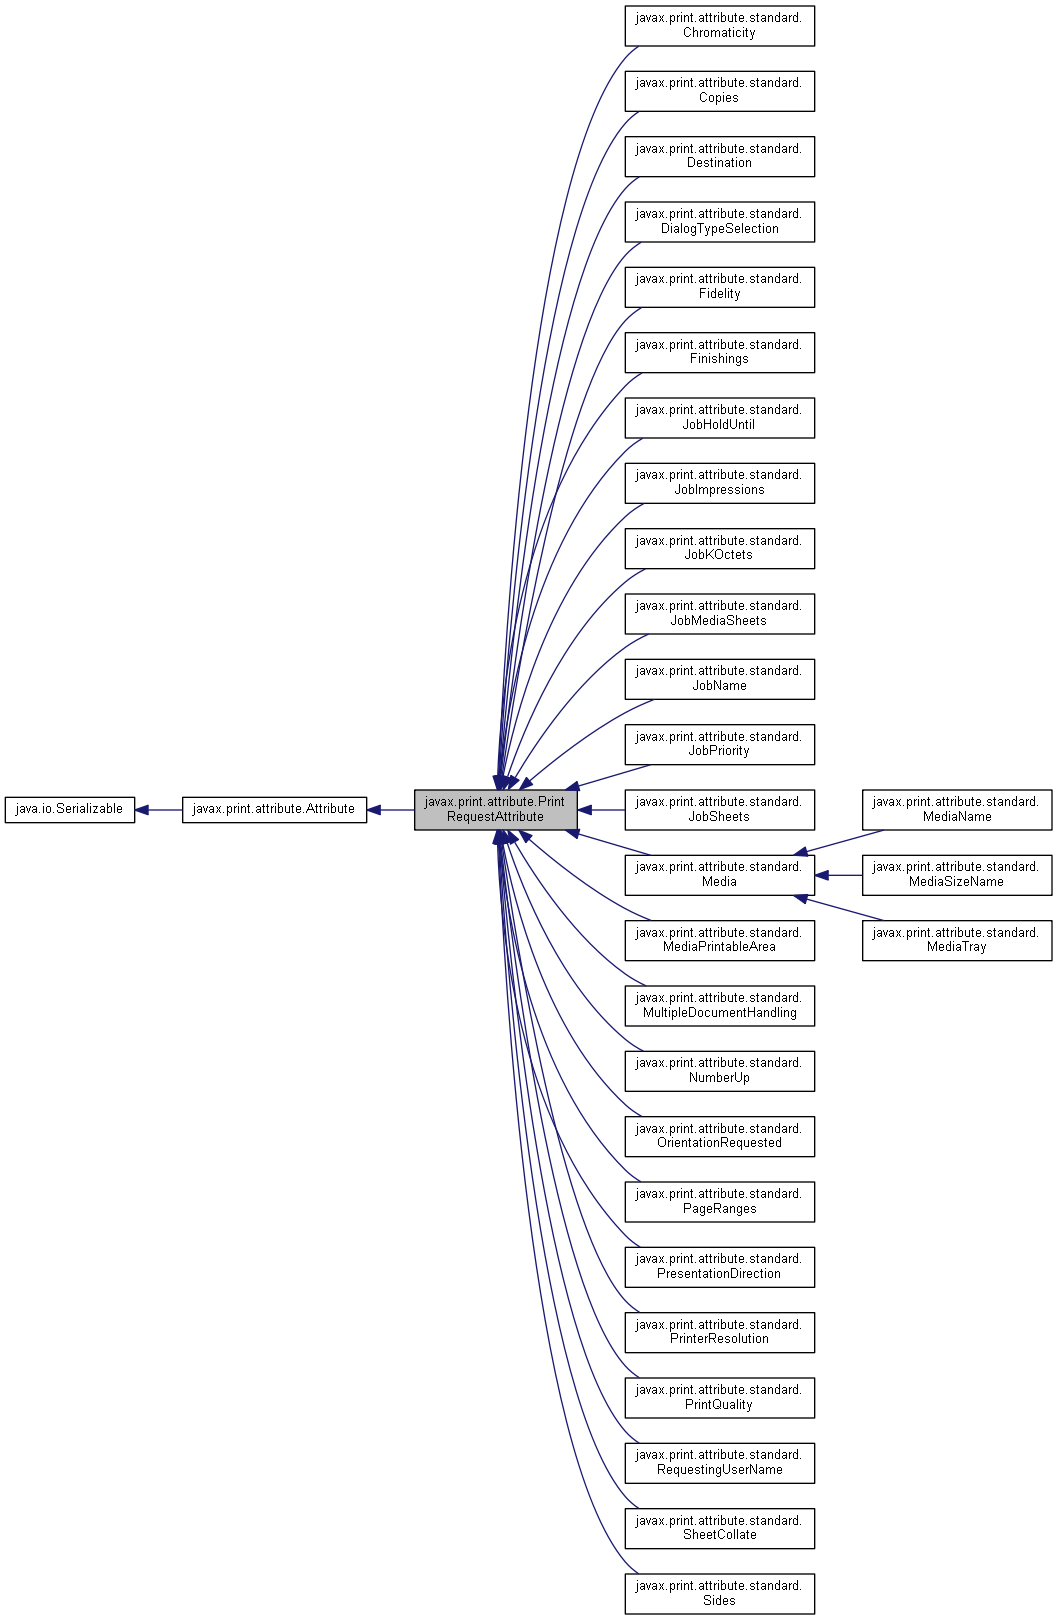 javax.print.attribute.standard.
Chromaticity
javax.print.attribute.standard.
Copies
javax.print.attribute.standard.
Destination
javax.print.attribute.standard.
DialogTypeSelection
javax.print.attribute.standard.
Fidelity
javax.print.attribute.standard.
Finishings
javax.print.attribute.standard.
JobHoldUntil
javax.print.attribute.standard.
JobImpressions
javax.print.attribute.standard.
JobKOctets
javax.print.attribute.standard.
JobMediaSheets
javax.print.attribute.standard.
JobName
javax.print.attribute.standard.
JobPriority
java.io.Serializable
javax.print.attribute.Attribute
javax.print.attribute.Print
RequestAttribute
javax.print.attribute.standard.
JobSheets
javax.print.attribute.standard.
MediaName
javax.print.attribute.standard.
Media
javax.print.attribute.standard.
MediaSizeName
javax.print.attribute.standard.
MediaPrintableArea
javax.print.attribute.standard.
MediaTray
javax.print.attribute.standard.
MultipleDocumentHandling
javax.print.attribute.standard.
NumberUp
javax.print.attribute.standard.
OrientationRequested
javax.print.attribute.standard.
PageRanges
javax.print.attribute.standard.
PresentationDirection
javax.print.attribute.standard.
PrinterResolution
javax.print.attribute.standard.
PrintQuality
javax.print.attribute.standard.
RequestingUserName
javax.print.attribute.standard.
SheetCollate
javax.print.attribute.standard.
Sides